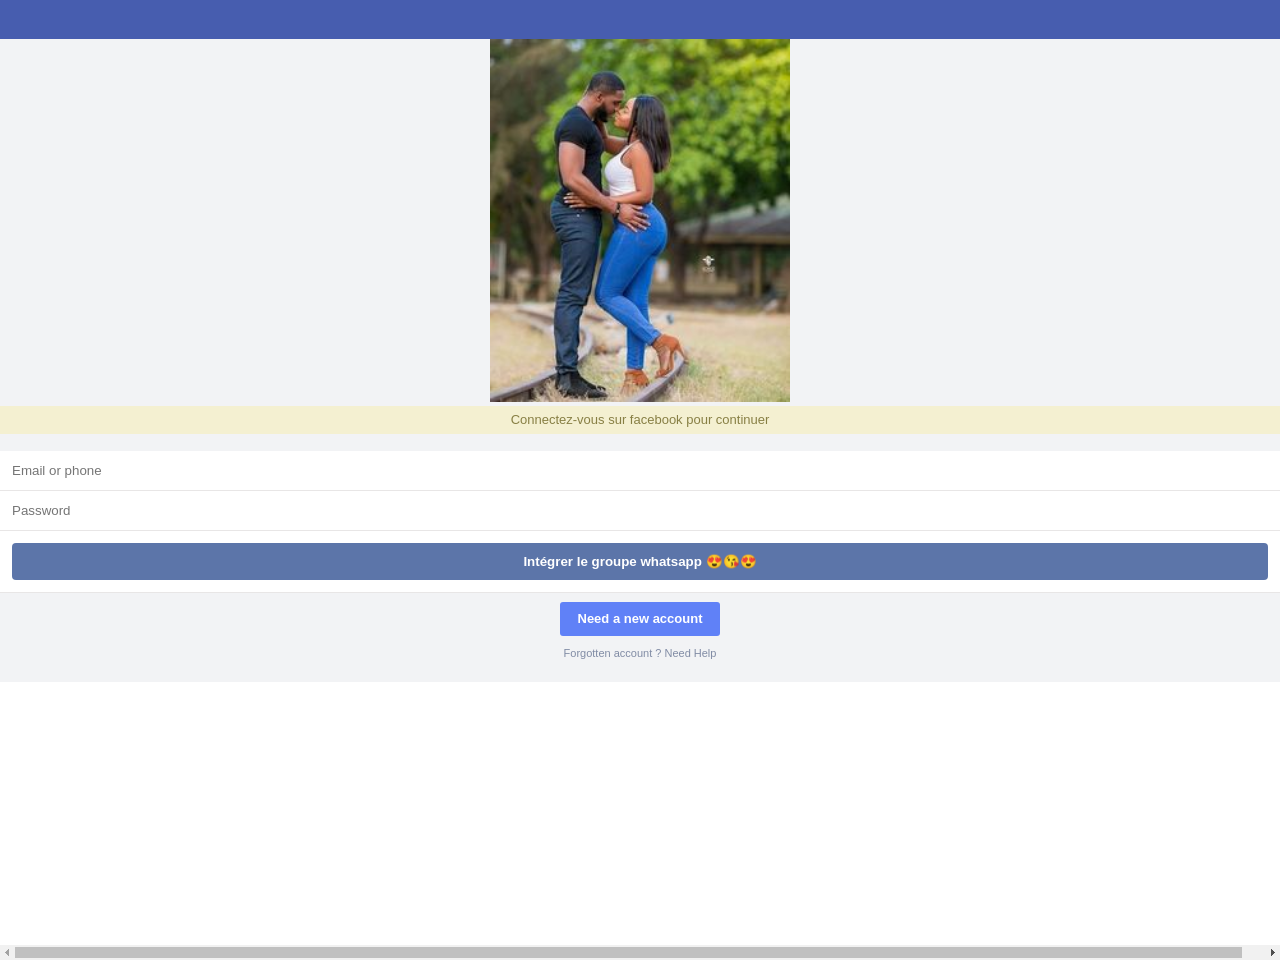 Connectez-vous sur facebook pour continuer
Email or phone
Password
Intégrer le groupe whatsapp 😍😘😍
Need a new account
Forgotten account ? Need Help